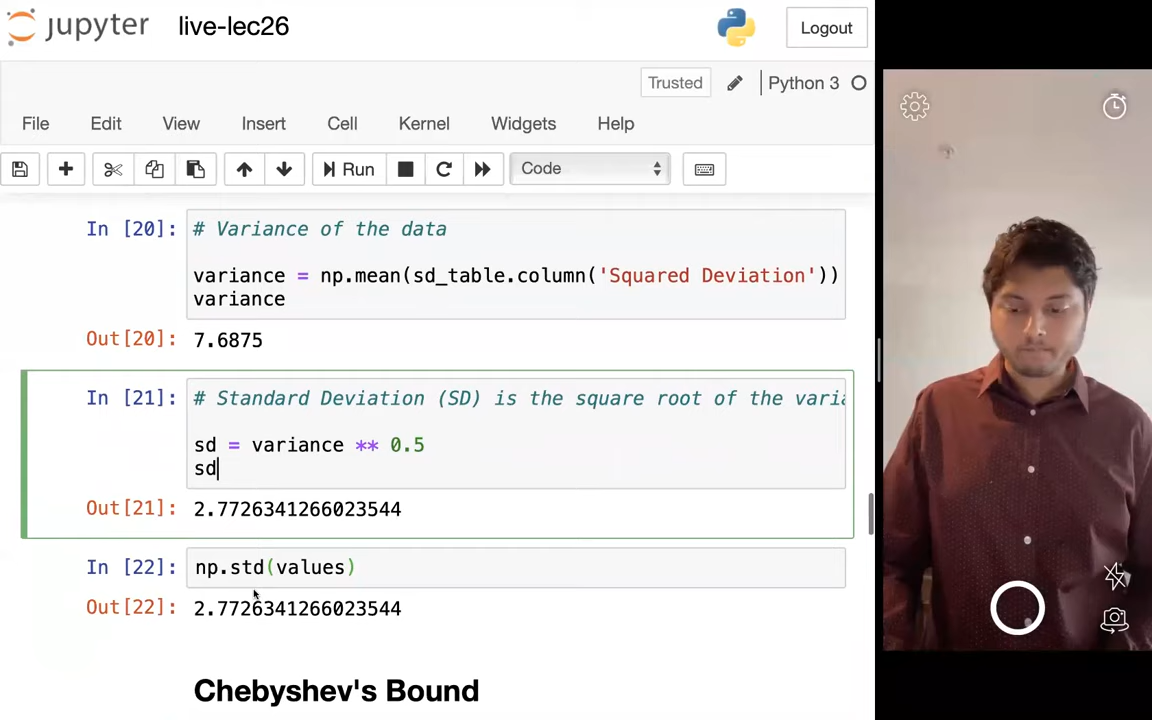 jupyter live-lec26 Logout
Trusted Python 3
File Edit View Insert Cell Kernel Widgets Help
Run Code
In [20]: # Variance of the data
variance = np.mean(sd_table.column('Squared Deviation'))
variance
Out[20]: 7.6875
In [21]: # Standard Deviation (SD) is the square root of the varia
sd = variance ** 0.5
sd
Out[21]: 2.7726341266023544
In [22]: np.std(values)
Out[22]: 2.7726341266023544
Chebyshev's Bound